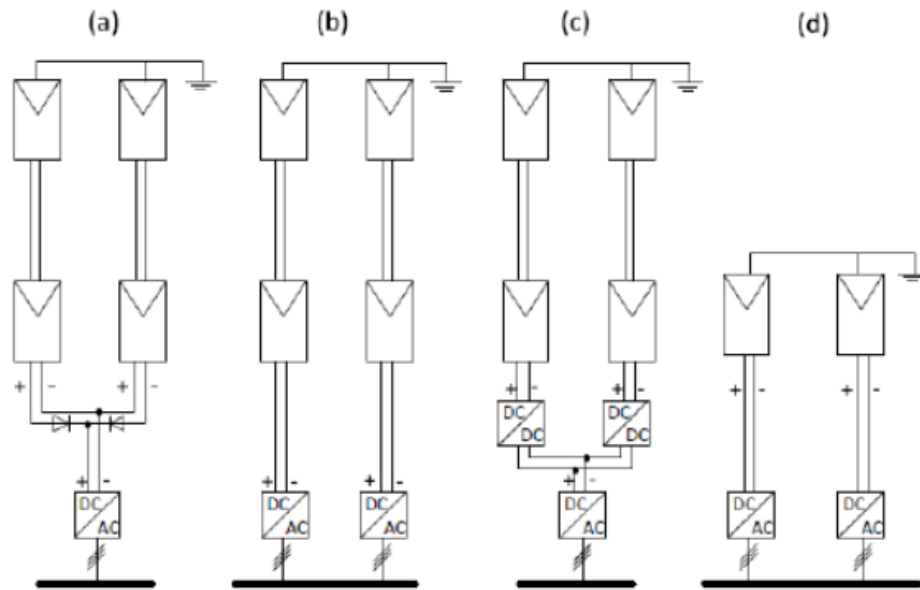 (a) (b) (c) (d)
+ - + -
+ - + -
DC DC
DC DC
+ - + -
+ - + - + -
+ -
DC DC DC DC DC DC
AC AC AC AC AC AC